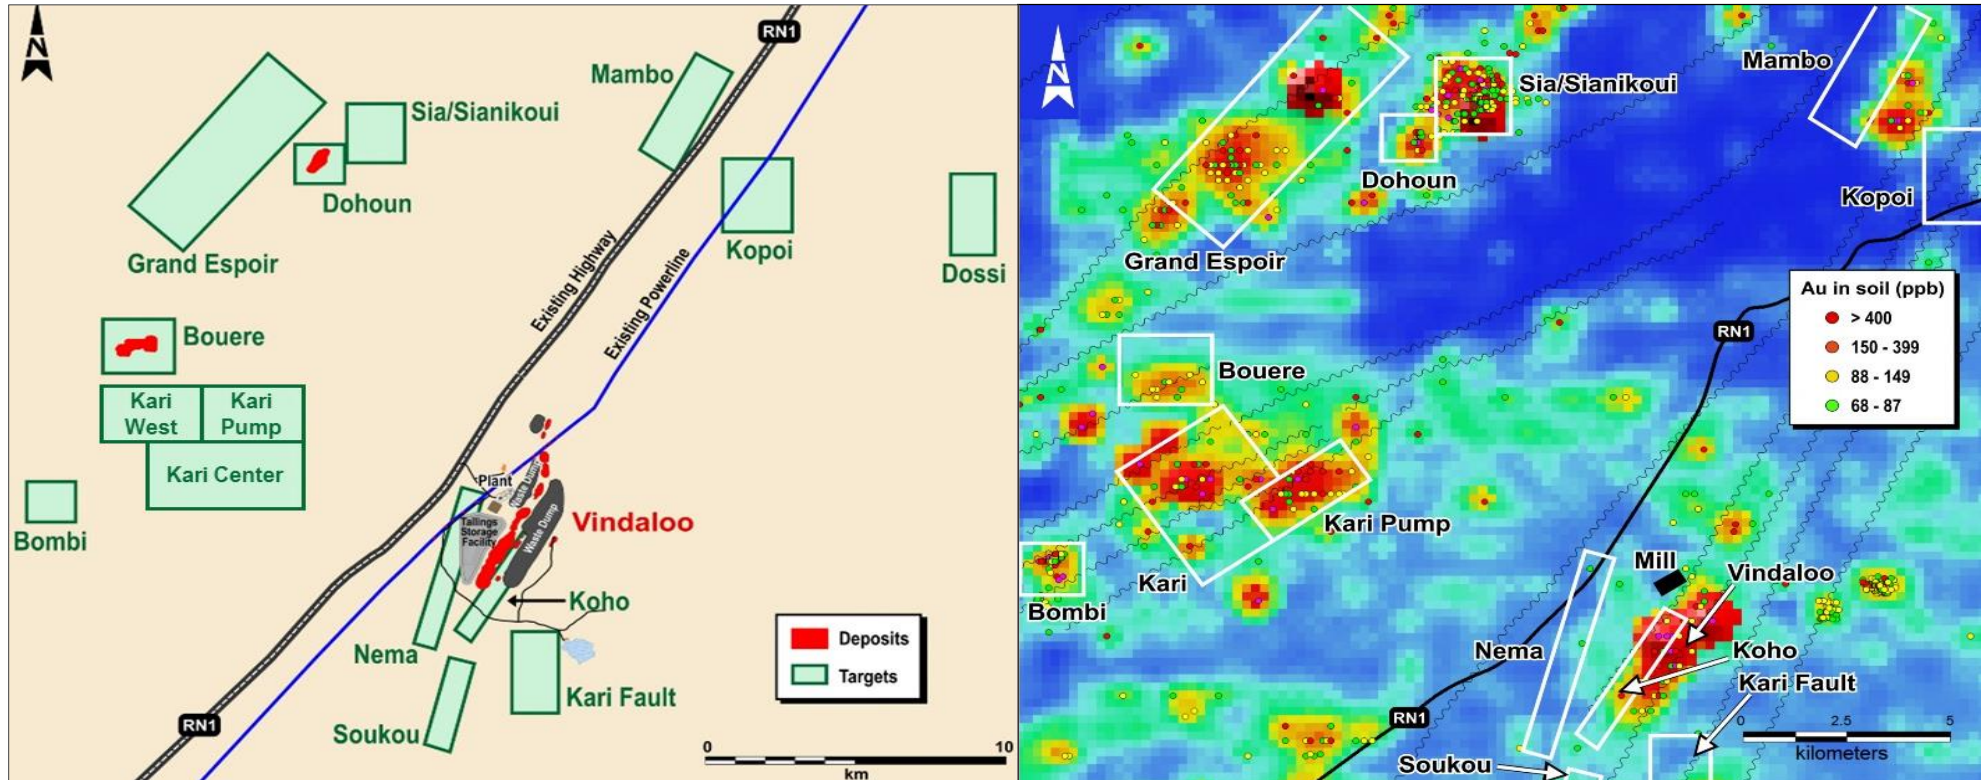 N
RN1
Mambo
Sia/Sianikoui
Dohoun
Grand Espoir
Kopoi
Dossi
Existing Highway
Existing Powerline
Bouere
Kari
West
Kari
Pump
Kari Center
Bombi
Plant
Waste Dump
Tailings
Storage
Facility
Waste Dump
Vindaloo
Koho
Nema
Kari Fault
Soukou
RN1
Deposits
Targets
0 10
km
N
Mambo
Sia/Sianikoui
Dohoun
Kopoi
Grand Espoir
Au in soil (ppb)
> 400
150 - 399
88 - 149
68 - 87
RN1
Bouere
Kari Pump
Kari
Bombi
Mill
Vindaloo
Nema
Koho
Kari Fault
RN1
0 2.5 5
kilometers
Soukou